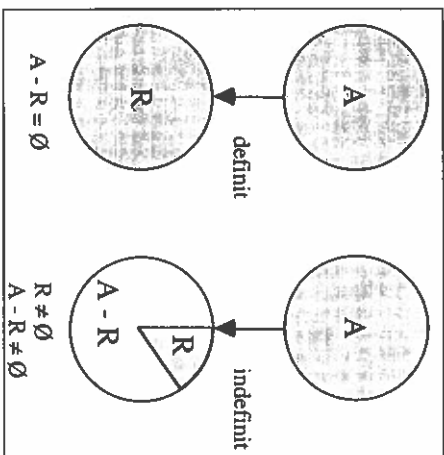 A
definit
R
A - R = Ø
A
indefinit
R
A - R
R ≠ Ø
A - R ≠ Ø